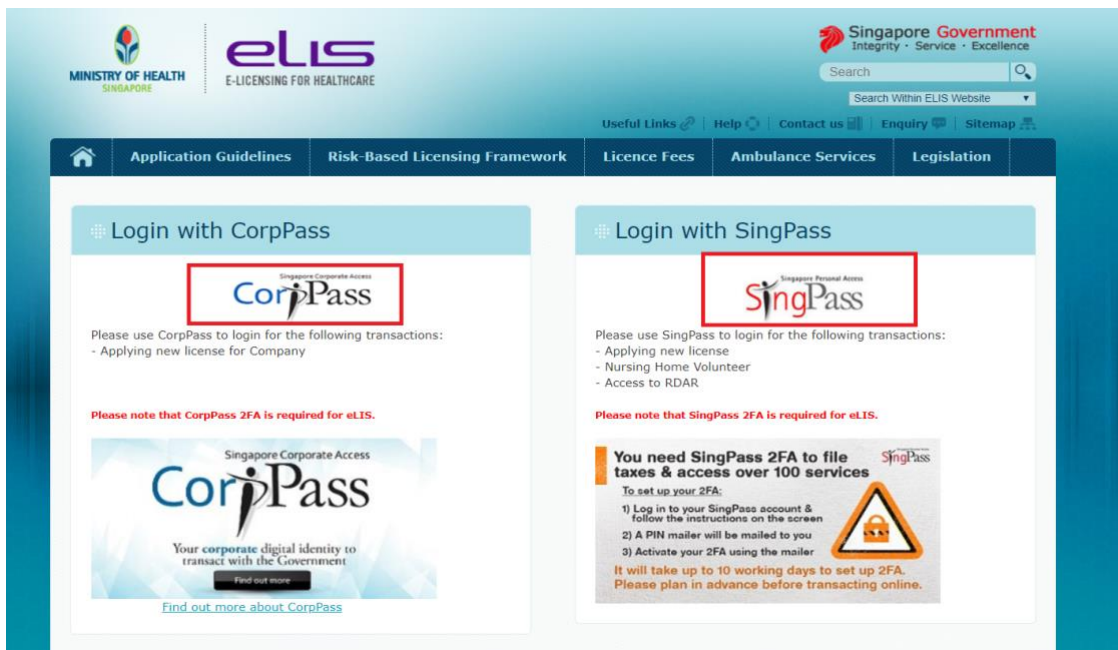 MINISTRY OF HEALTH
SINGAPORE
eLIS
E-LICENSING FOR HEALTHCARE
Singapore Government
Integrity · Service · Excellence
Search
Search Within ELIS Website
Useful Links | Help | Contact us | Enquiry | Sitemap
Application Guidelines Risk-Based Licensing Framework Licence Fees Ambulance Services Legislation
Login with CorpPass
Singapore Corporate Access
CorpPass
Please use CorpPass to login for the following transactions:
- Applying new license for Company
Please note that CorpPass 2FA is required for eLIS.
Singapore Corporate Access
CorpPass
Your corporate digital identity to
transact with the Government
Find out more
Find out more about CorpPass
Login with SingPass
Singapore Personal Access
SingPass
Please use SingPass to login for the following transactions:
- Applying new license
- Nursing Home Volunteer
- Access to RDAR
Please note that SingPass 2FA is required for eLIS.
You need SingPass 2FA to file
taxes & access over 100 services
SingPass
To set up your 2FA:
1) Log in to your SingPass account &
follow the instructions on the screen
2) A PIN mailer will be mailed to you
3) Activate your 2FA using the mailer
It will take up to 10 working days to set up 2FA.
Please plan in advance before transacting online.